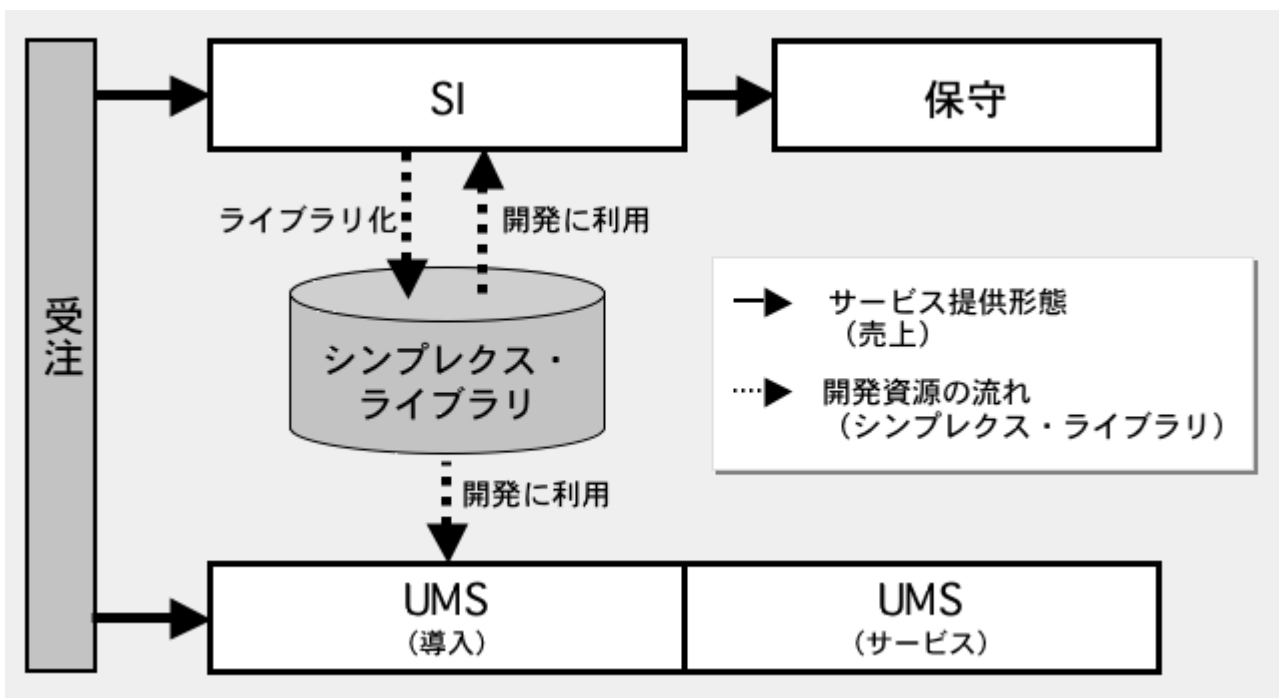 受注
SI
保守
ライブラリ化
開発に利用
シンプレクス・
ライブラリ
開発に利用
サービス提供形態
（売上）
開発資源の流れ
（シンプレクス・ライブラリ）
UMS
（導入）
UMS
（サービス）